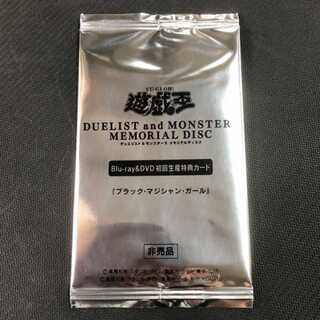 YU-GI-OH!
遊戯王
DUELIST and MONSTER
MEMORIAL DISC
デュエリスト&モンスターズ メモリアルディスク
Blu-ray&DVD 初回生産特典カード
『ブラック・マジシャン・ガール』
非売品